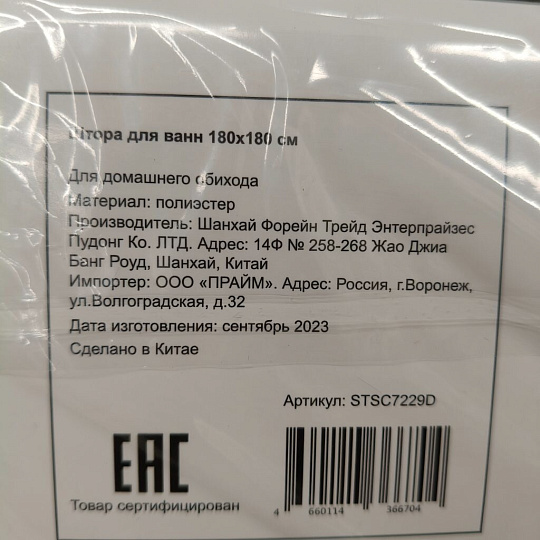 Штора для ванн 180х180 см
Для домашнего обихода
Материал: полиэстер
Производитель: Шанхай Форейн Трейд Энтерпрайзес
Пудонг Ко. ЛТД. Адрес: 14Ф № 258-268 Жао Джиа
Банг Роуд, Шанхай, Китай
Импортер: ООО «ПРАЙМ». Адрес: Россия, г.Воронеж,
ул.Волгоградская, д.32
Дата изготовления: сентябрь 2023
Сделано в Китае
Артикул: STSC7229D
EAC
Товар сертифицирован
4 660114 366704